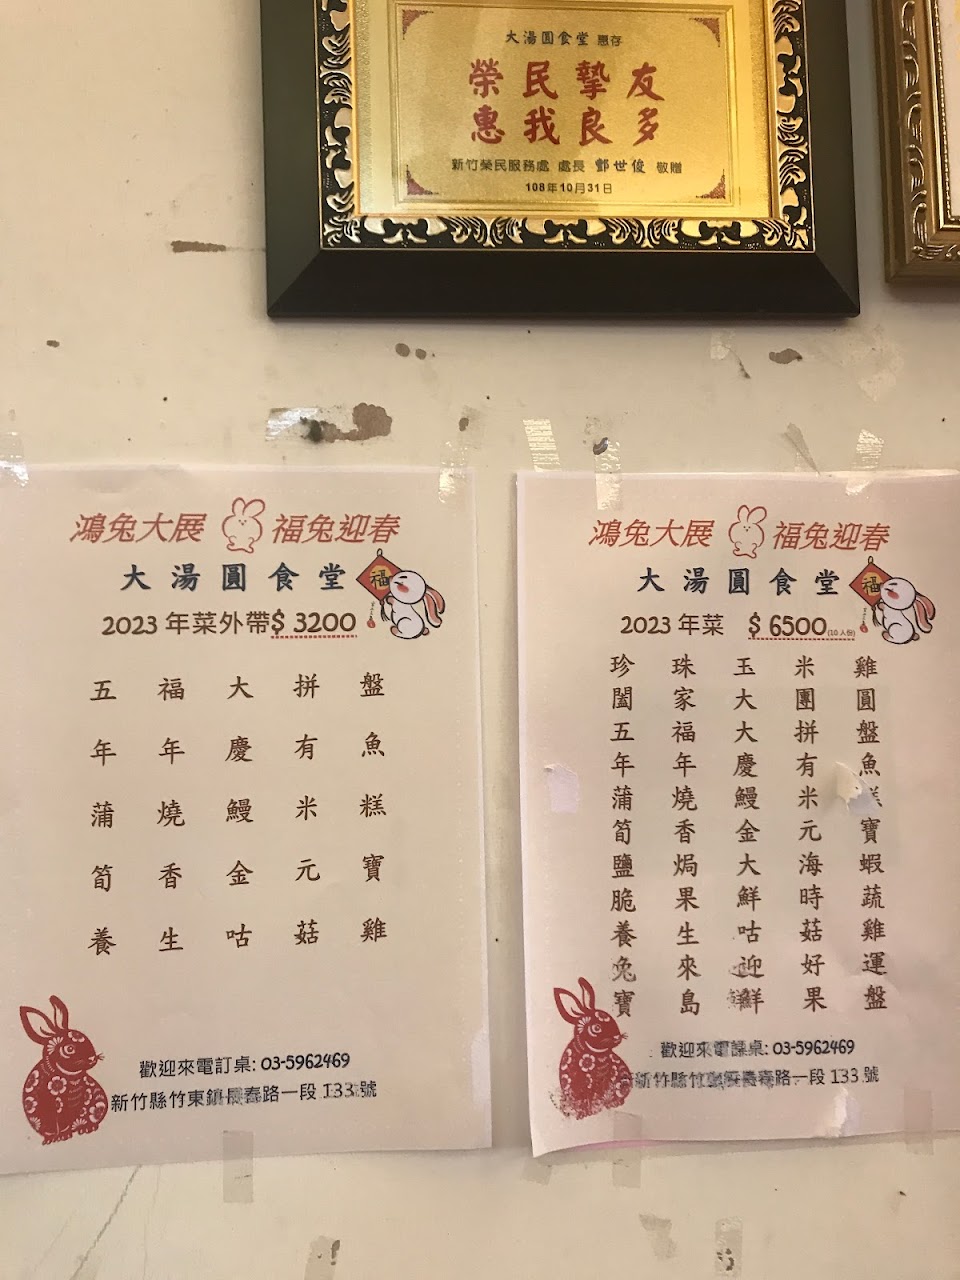 大湯圓食堂 惠存
榮民摯友
惠我良多
新竹榮民服務處 處長 鄧世俊 敬贈
108年10月31日
鴻兔大展 福兔迎春
大湯圓食堂
福
2023 年菜外帶$ 3200
五福大拼盤
年年慶有魚
蒲燒鰻米糕
筍香金元寶
養生咕菇雞
歡迎來電訂桌: 03-5962469
新竹縣竹東鎮長春路一段 133 號
鴻兔大展 福兔迎春
大湯圓食堂
福
2023 年菜 $ 6500(10 人份)
珍珠玉米雞
闔家大團圓
五福大拼盤
年年慶有魚
蒲燒鰻米糕
筍香金元寶
鹽焗大海蝦
脆果鮮時蔬
養生咕菇雞
兔來迎好運
寶島鮮果盤
歡迎來電訂桌: 03-5962469
新竹縣竹東鎮長春路一段 133 號